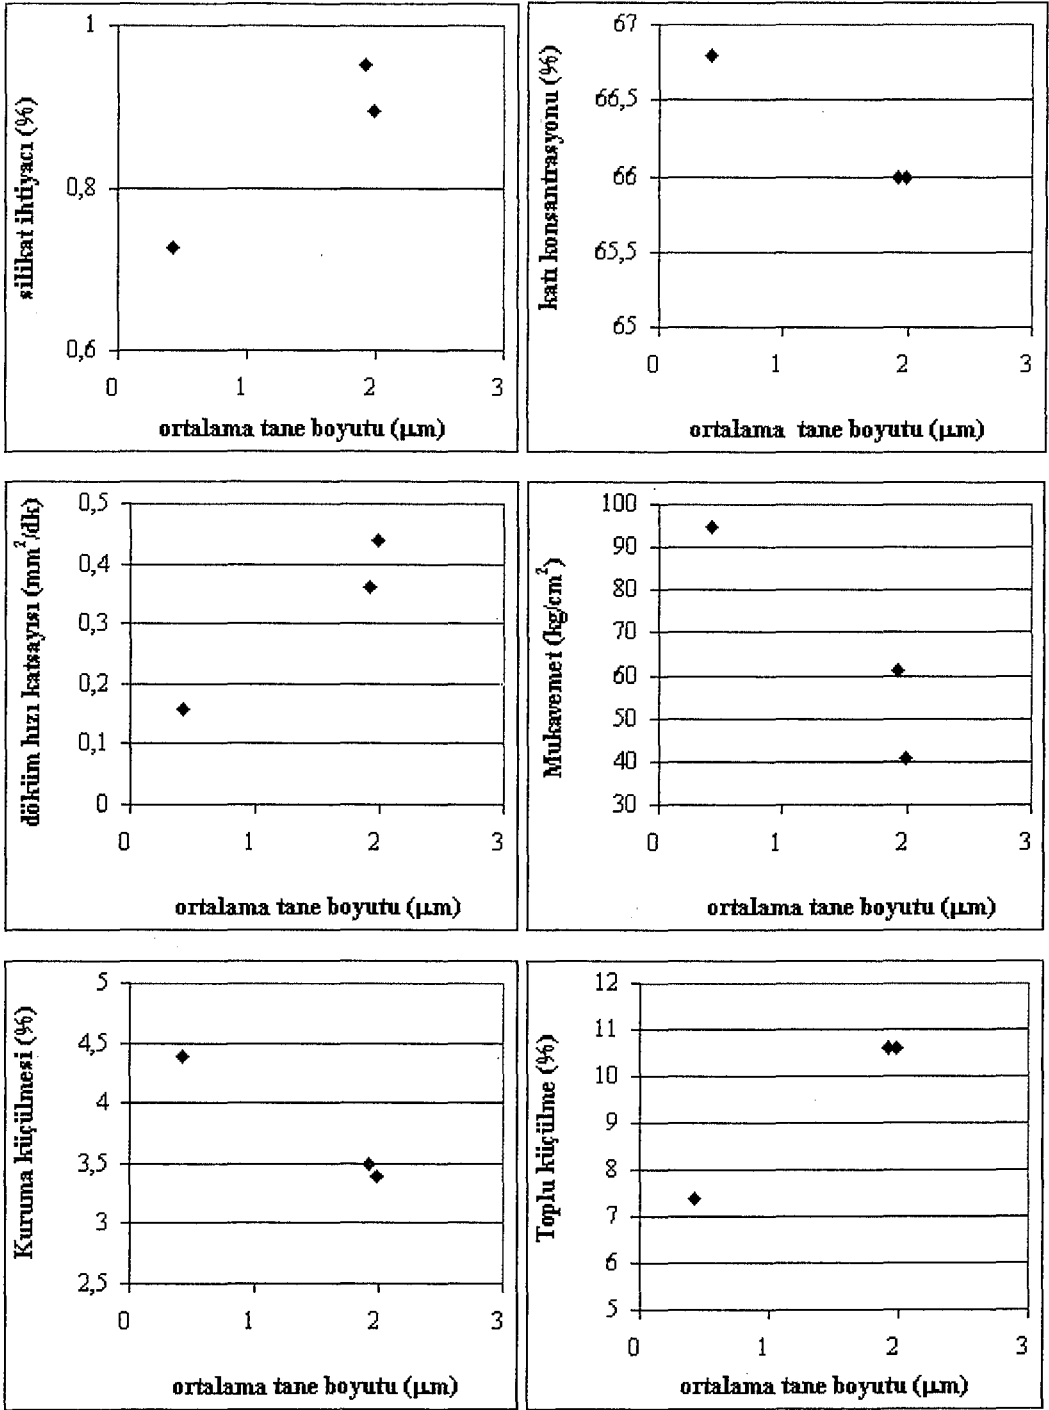 silikat ihtiyacı (%)
1
0,8
0,6
0 1 2 3
ortalama tane boyutu (μm)
katı konsantrasyonu (%)
67
66,5
66
65,5
65
0 1 2 3
ortalama tane boyutu (μm)
döküm hızı katsayısı (mm²/dk)
0,5
0,4
0,3
0,2
0,1
0
0 1 2 3
ortalama tane boyutu (μm)
Mukavemet (kg/cm²)
100
90
80
70
60
50
40
30
0 1 2 3
ortalama tane boyutu (μm)
Kuruma küçülmesi (%)
5
4,5
4
3,5
3
2,5
0 1 2 3
ortalama tane boyutu (μm)
Toplu küçülme (%)
12
11
10
9
8
7
6
5
0 1 2 3
ortalama tane boyutu (μm)